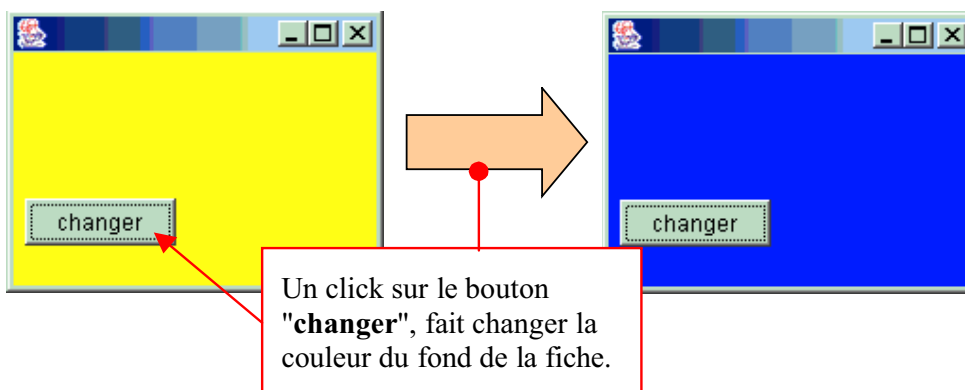 changer
changer
Un click sur le bouton
"changer", fait changer la
couleur du fond de la fiche.